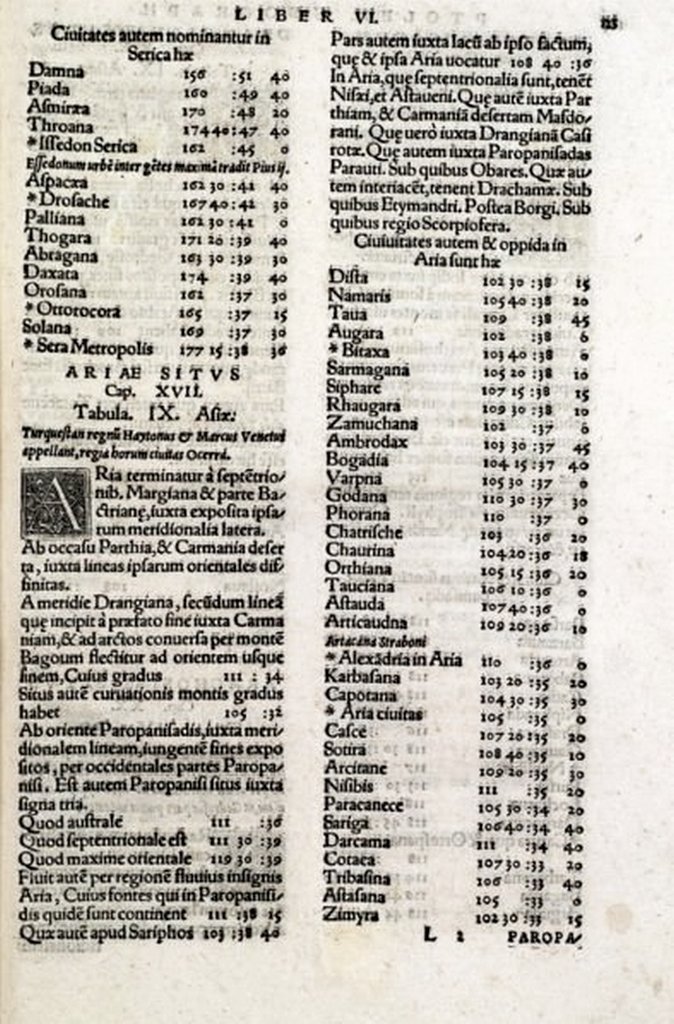 LIBER VI.
Ciuitates autem nominantur in
Serica hæ
Damna 156 :51 40
Piada 160 :49 40
Asmiræa 170 :48 20
Throana 174 40 :47 40
*Issedon Serica 162 :45 0
Essedonum urbē inter gētes maximā tradit Pius ij.
Aspacæa 162 30 :41 40
*Drosache 167 40 :42 30
Palliana 162 30 :41 0
Thogara 171 20 :39 40
Abragana 163 30 :39 30
Daxata 174 :39 40
Orosana 162 :37 30
*Ottorocora 165 :37 15
Solana 169 :37 30
*Sera Metropolis 177 15 :38 36
ARIAE SITVS
Cap. XVII.
Tabula. IX. Asiæ.
Turquestan regnū Haytonus & Marcus Venetus
appellant, regia horum ciuitas Ocerra.
ARia terminatur à septētrio/
nib. Margiana & parte Ba/
ctrianę, iuxta exposita ipsa/
rum meridionalia latera.
Ab occasu Parthia, & Carmania deser
ta, iuxta lineas ipsarum orientales dif/
finitas.
A meridie Drangiana, secūdum lineā
quę incipit à præfato fine iuxta Carma
niam, & ad arctos conuersa per montē
Bagoum flectitur ad orientem usque
finem, Cuius gradus 111 : 34
Situs autē curuationis montis gradus
habet 105 :32
Ab oriente Paropanisadis, iuxta meri/
dionalem lineam, iungentē fines expo
sitos, per occidentales partes Paropa/
nisi. Est autem Paropanisi situs iuxta
signa tria.
Quod australe 111 :36
Quod septentrionale est 111 30 :39
Quod maxime orientale 119 30 :39
Fluit autē per regionē fluuius insignis
Aria, Cuius fontes qui in Paropanisi/
dis quidē sunt continent 111 :38 15
Quæ autē apud Sariphos 103 :38 40
Pars autem iuxta lacū ab ipso factum,
quę & ipsa Aria uocatur 108 40 :36
In Aria, que septentrionalia sunt, tenēt
Nisæi, et Astaueni. Que autē iuxta Par
thiam, & Carmaniā desertam Masdo/
rani. Que uerò iuxta Drangianā Casi
rotæ. Que autem iuxta Paropanisadas
Parauti. Sub quibus Obares. Quæ au/
tem interiacēt, tenent Drachamæ. Sub
quibus Etymandri. Postea Borgi. Sub
quibus regio Scorpiofera.
Ciuiuitates autem & oppida in
Aria sunt hæ
Dista 102 30 :38 15
Namaris 105 40 :38 20
Taua 109 :38 45
Augara 102 :38 0
*Bitaxa 103 40 :38 0
Sarmagana 105 20 :38 10
Siphare 107 15 :38 15
Rhaugara 109 30 :38 10
Zamuchana 102 :37 0
Ambrodax 103 30 :37 45
Bogadia 104 15 :37 40
Varpna 105 30 :37 0
Godana 110 30 :37 30
Phorana 110 :37 0
Chatrische 103 :36 20
Chaurina 104 20 :36 18
Orthiana 105 15 :36 20
Tauciana 106 10 :36 0
Astauda 107 40 :36 0
Articaudna 109 20 :36 10
Artacana Straboni
*Alexādria in Aria 110 :36 0
Karbasana 103 20 :35 20
Capotana 104 30 :35 30
*Aria ciuitas 105 :35 0
Casce 107 20 :35 20
Sotira 108 40 :35 10
Arcitane 109 20 :35 30
Nisibis 111 :35 20
Paracanece 105 30 :34 20
Sariga 106 40 :34 40
Darcama 111 :34 40
Cotaca 107 30 :33 20
Tribasina 106 :33 40
Astasana 105 :33 0
Zimyra 102 30 :33 15
L 2 PAROPA/